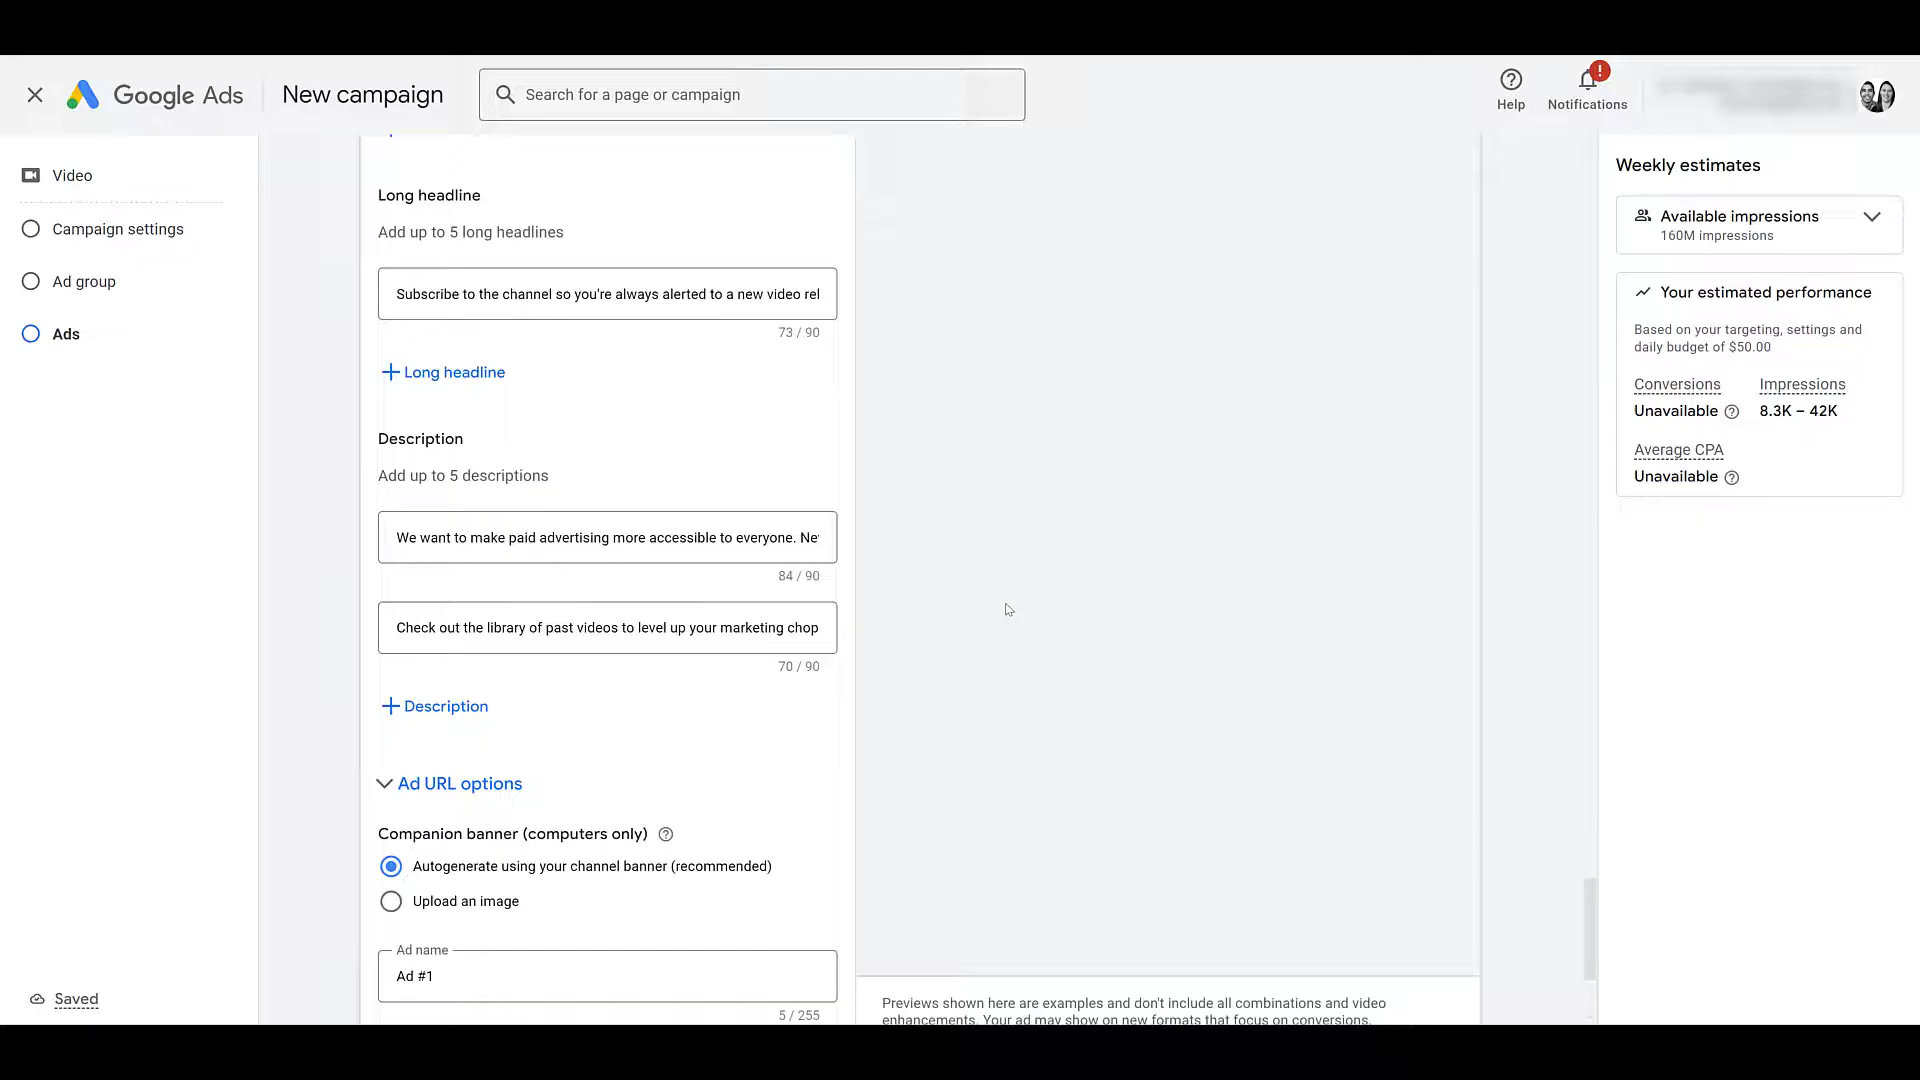 Google Ads
New campaign
Search for a page or campaign
Help
!
Notifications
Video
Campaign settings
Ad group
Ads
Saved
Long headline
Add up to 5 long headlines
Subscribe to the channel so you're always alerted to a new video rel
73 / 90
+ Long headline
Description
Add up to 5 descriptions
We want to make paid advertising more accessible to everyone. Ne
84 / 90
Check out the library of past videos to level up your marketing chop
70 / 90
+ Description
Ad URL options
Companion banner (computers only) ?
Autogenerate using your channel banner (recommended)
Upload an image
Ad name
Ad #1
5 / 255
Previews shown here are examples and don't include all combinations and video
enhancements. Your ad may show on new formats that focus on conversions.
Weekly estimates
Available impressions
160M impressions
Your estimated performance
Based on your targeting, settings and
daily budget of $50.00
Conversions Impressions
Unavailable ? 8.3K – 42K
Average CPA
Unavailable ?